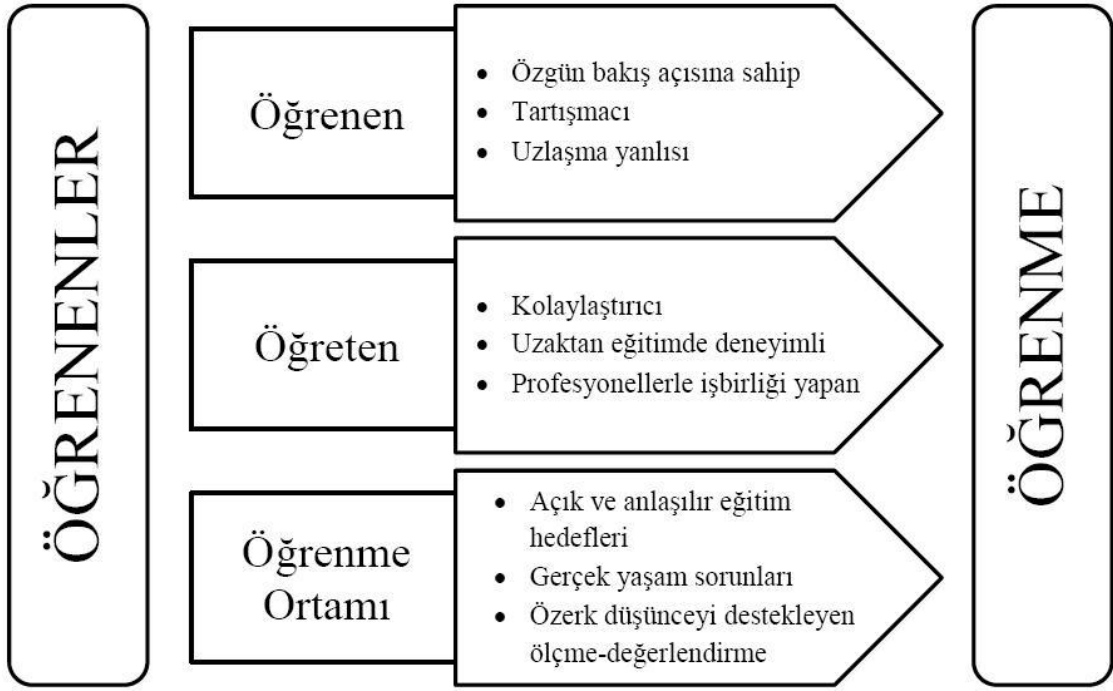 ÖĞRENENLER
Öğrenen
• Özgün bakış açısına sahip
• Tartışmacı
• Uzlaşma yanlısı
Öğreten
• Kolaylaştırıcı
• Uzaktan eğitimde deneyimli
• Profesyonellerle işbirliği yapan
Öğrenme
Ortamı
• Açık ve anlaşılır eğitim
hedefleri
• Gerçek yaşam sorunları
• Özerk düşünceyi destekleyen
ölçme-değerlendirme
ÖĞRENME